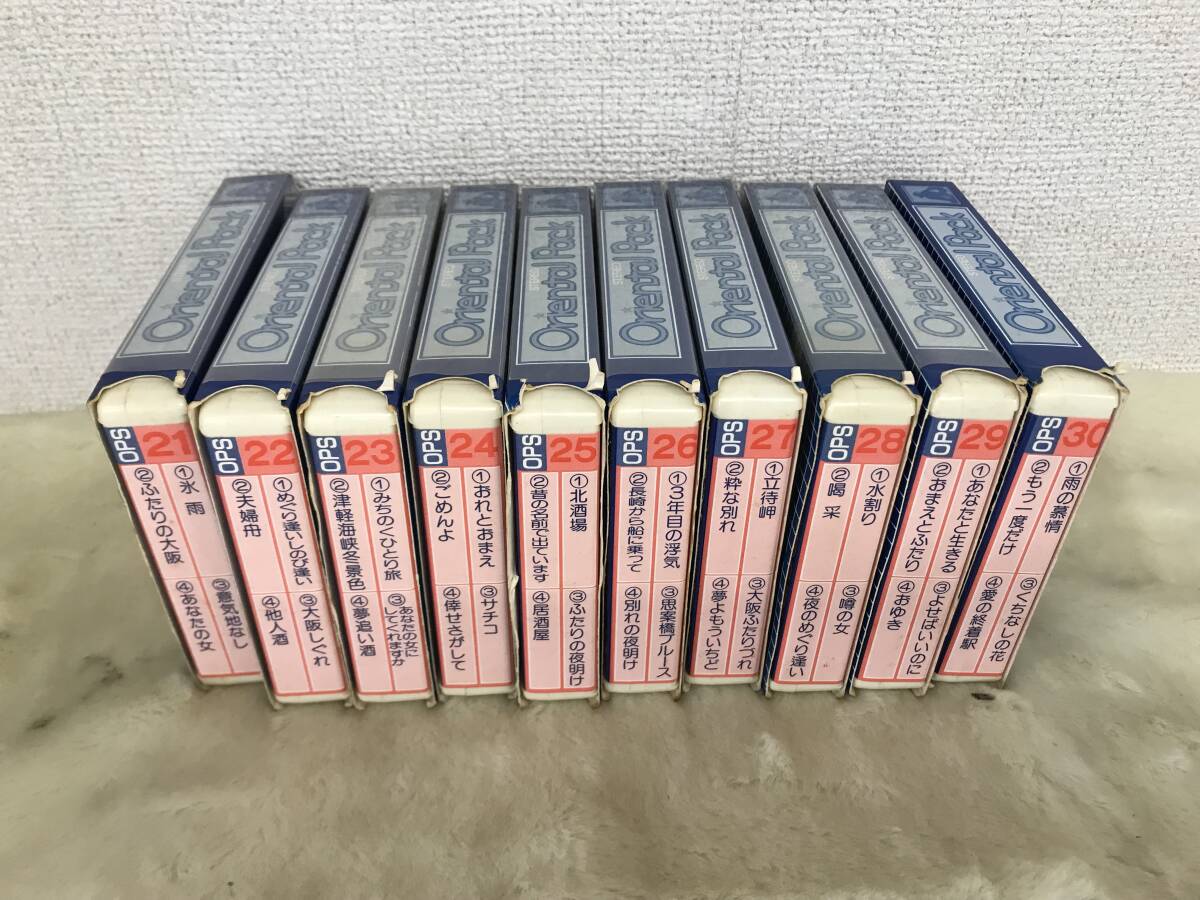 Oriental Pack
OPS 21
①氷雨
②ふたりの大阪
③意気地なし
④あなたの女
Oriental Pack
OPS 22
①めぐり逢いしのび逢い
②夫婦舟
③大阪しぐれ
④他人酒
STEREO
Oriental Pack
OPS 23
①みちのくひとり旅
②津軽海峡冬景色
③あなたの女に
してくれますか
④夢追い酒
STEREO
Oriental Pack
OPS 24
①おれとおまえ
②ごめんよ
③サチコ
④倖せさがして
STEREO
Oriental Pack
OPS 25
①北酒場
②昔の名前で出ています
③ふたりの夜明け
④居酒屋
STEREO
Oriental Pack
OPS 26
①3年目の浮気
②長崎から船に乗って
③思案橋ブルース
④別れの夜明け
STEREO
Oriental Pack
OPS 27
①立待岬
②粋な別れ
③大阪ふたりづれ
④夢よもういちど
STEREO
Oriental Pack
OPS 28
①水割り
②喝采
③噂の女
④夜のめぐり逢い
STEREO
Oriental Pack
OPS 29
①あなたと生きる
②おまえとふたり
③よせばいいのに
④おゆき
STEREO
Oriental Pack
OPS 30
①雨の慕情
②もう一度だけ
③くちなしの花
④愛の終着駅